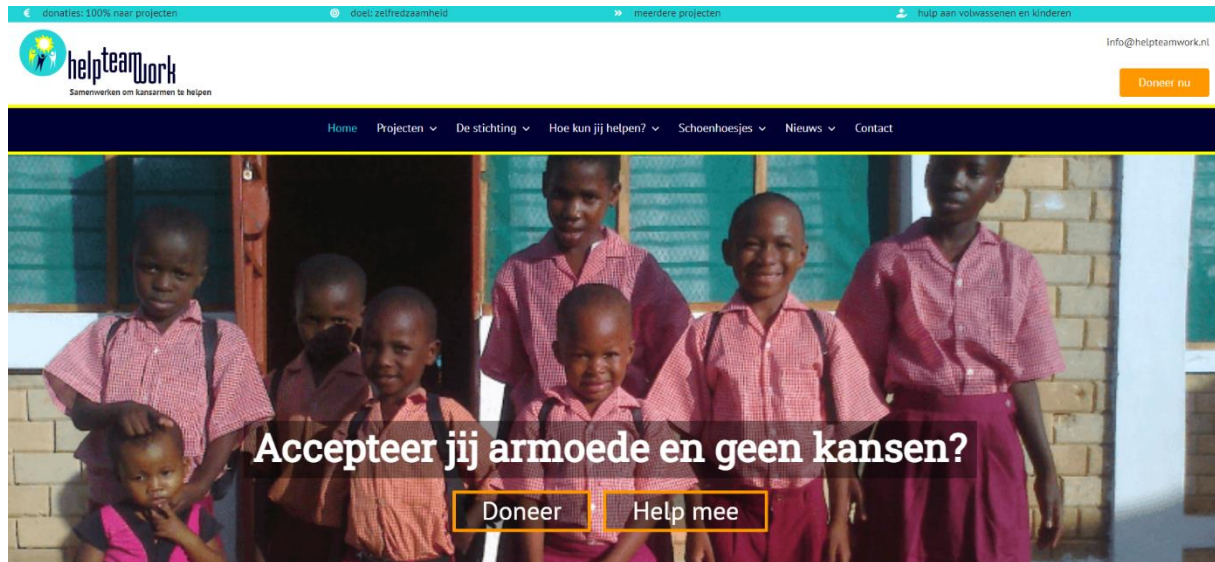 € donaties: 100% naar projecten
doel: zelfredzaamheid
» meerdere projecten
hulp aan volwassenen en kinderen
helpteamwork
Samenwerken om kansarmen te helpen
info@helpteamwork.nl
Doneer nu
Home Projecten De stichting Hoe kun jij helpen? Schoenhoesjes Nieuws Contact
Accepteer jij armoede en geen kansen?
Doneer Help mee